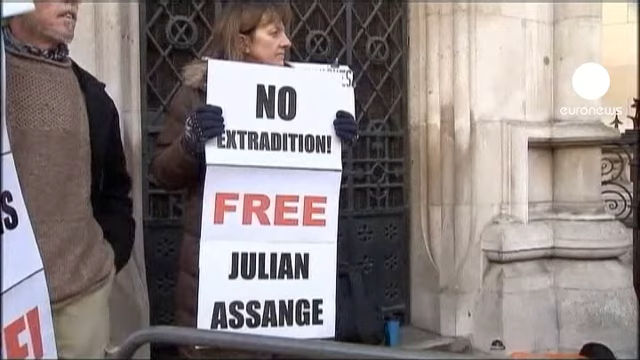 euronews
NO
EXTRADITION!
FREE
JULIAN
ASSANGE